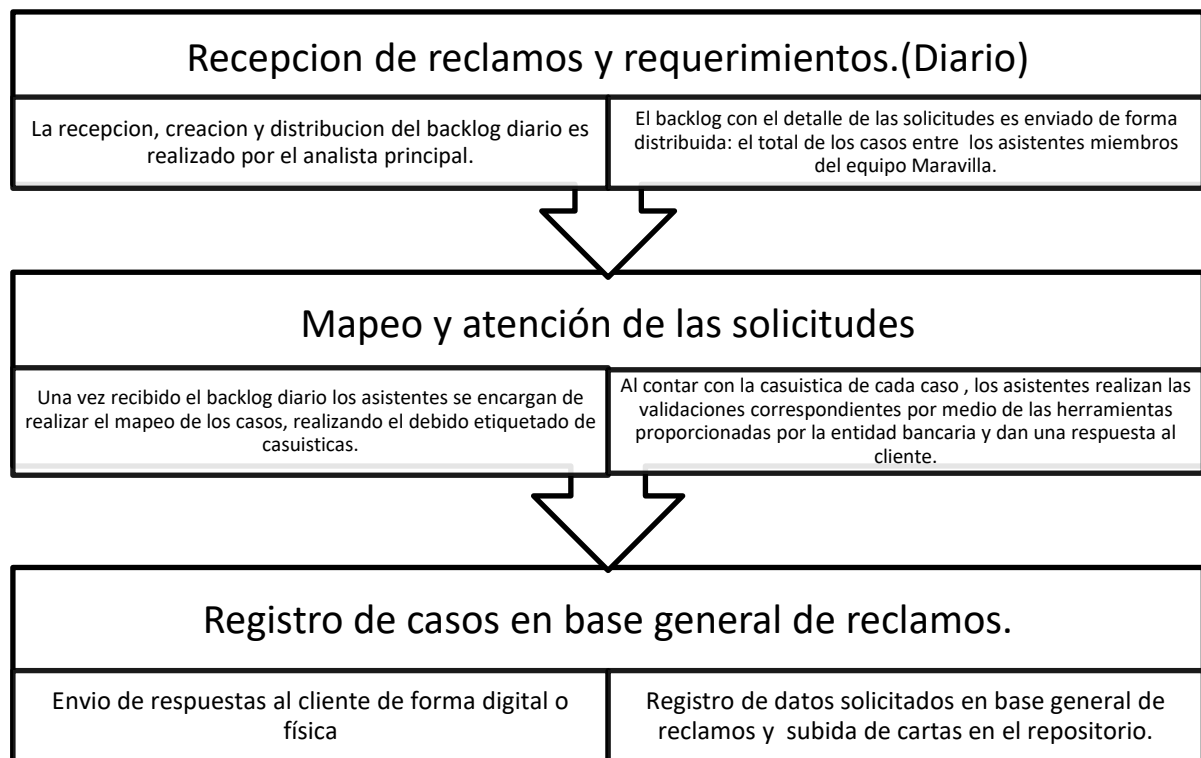 Recepcion de reclamos y requerimientos.(Diario)
La recepcion, creacion y distribucion del backlog diario es
realizado por el analista principal.
El backlog con el detalle de las solicitudes es enviado de forma
distribuida: el total de los casos entre  los asistentes miembros
del equipo Maravilla.
Mapeo y atención de las solicitudes
Una vez recibido el backlog diario los asistentes se encargan de
realizar el mapeo de los casos, realizando el debido etiquetado de
casuisticas.
Al contar con la casuistica de cada caso , los asistentes realizan las
validaciones correspondientes por medio de las herramientas
proporcionadas por la entidad bancaria y dan una respuesta al
cliente.
Registro de casos en base general de reclamos.
Envio de respuestas al cliente de forma digital o
física
Registro de datos solicitados en base general de
reclamos y  subida de cartas en el repositorio.